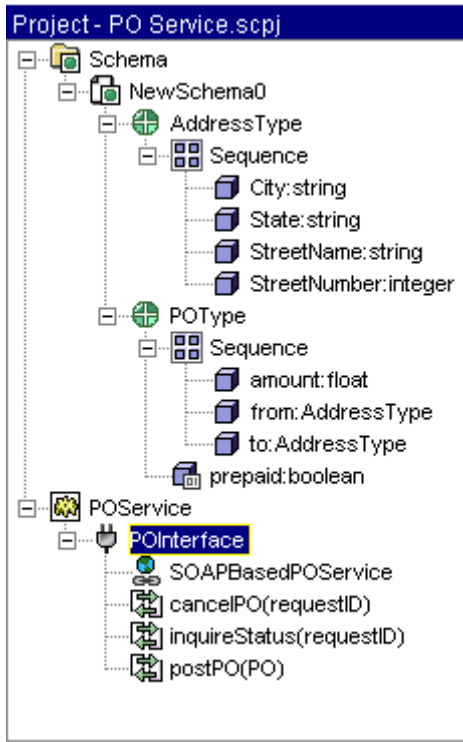 Project - PO Service.scpj
Schema
NewSchema0
AddressType
Sequence
City:string
State:string
StreetName:string
StreetNumber:integer
POType
Sequence
amount:float
from:AddressType
to:AddressType
prepaid:boolean
POService
POInterface
SOAPBasedPOService
cancelPO(requestID)
inquireStatus(requestID)
postPO(PO)